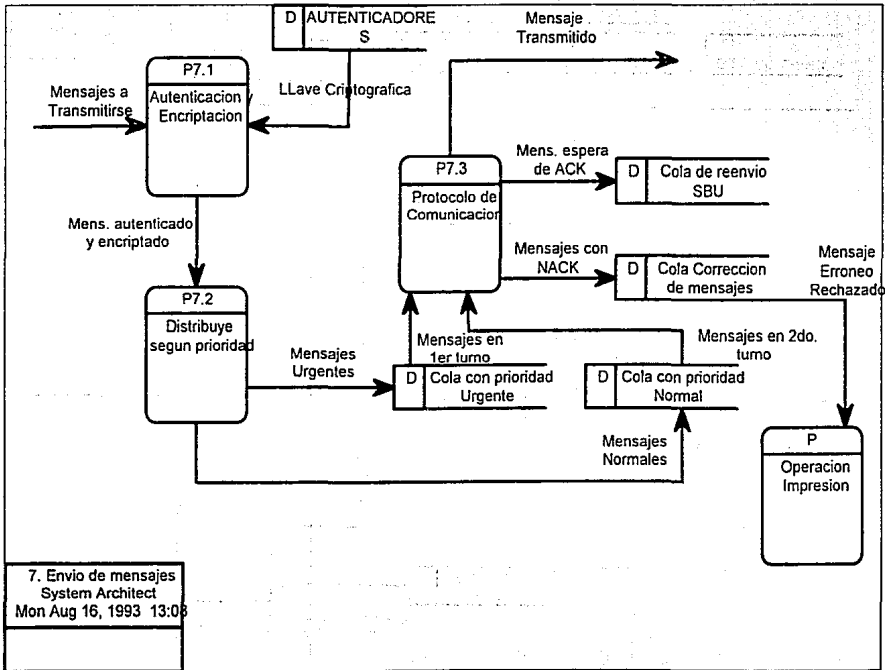 D AUTENTICADORE
S
Mensaje
Transmitido
P7.1
Autenticacion
Encriptacion
Mensajes a
Transmitirse
LLave Criptografica
Mens. autenticado
y encriptado
P7.3
Protocolo de
Comunicacion
Mens. espera
de ACK
D Cola de reenvio
SBU
Mensajes con
NACK
D Cola Correccion
de mensajes
Mensaje
Erroneo
Rechazado
P7.2
Distribuye
segun prioridad
Mensajes
Urgentes
Mensajes en
1er turno
D Cola con prioridad
Urgente
Mensajes en 2do.
turno
D Cola con prioridad
Normal
Mensajes
Normales
P
Operacion
Impresion
7. Envio de mensajes
System Architect
Mon Aug 16, 1993 13:08